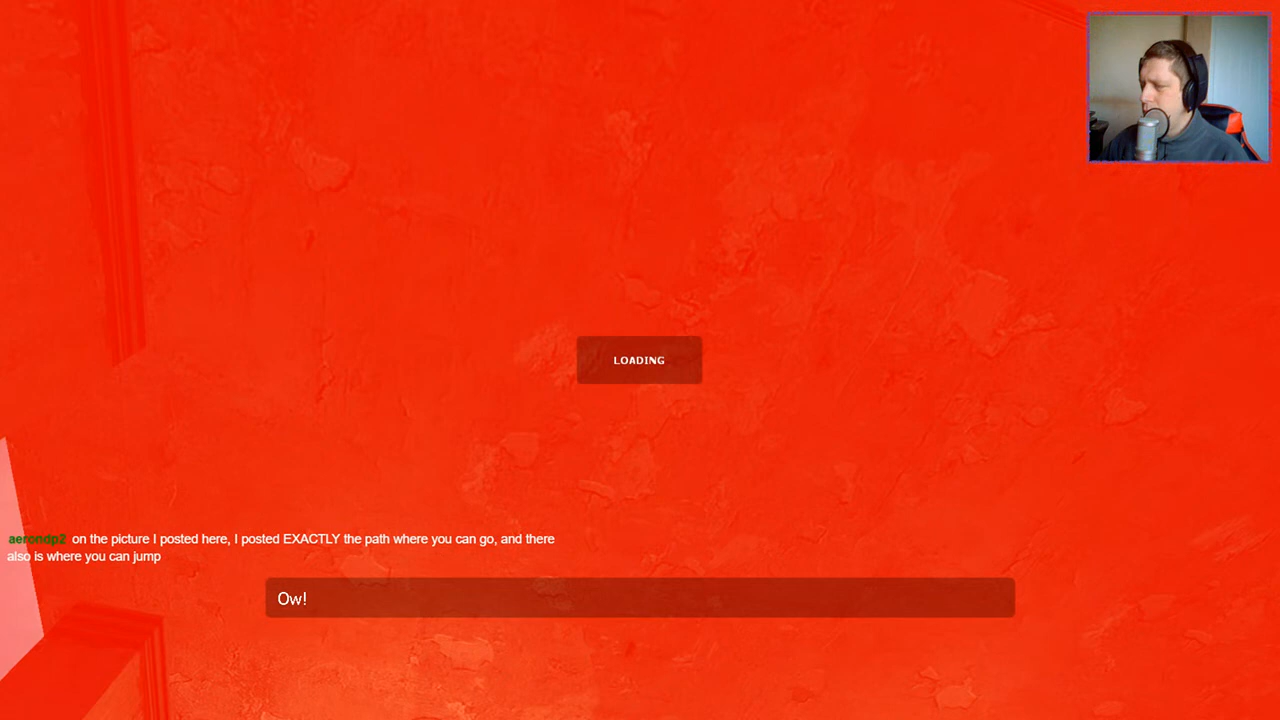 LOADING
aerondp2 on the picture I posted here, I posted EXACTLY the path where you can go, and there
also is where you can jump
Ow!